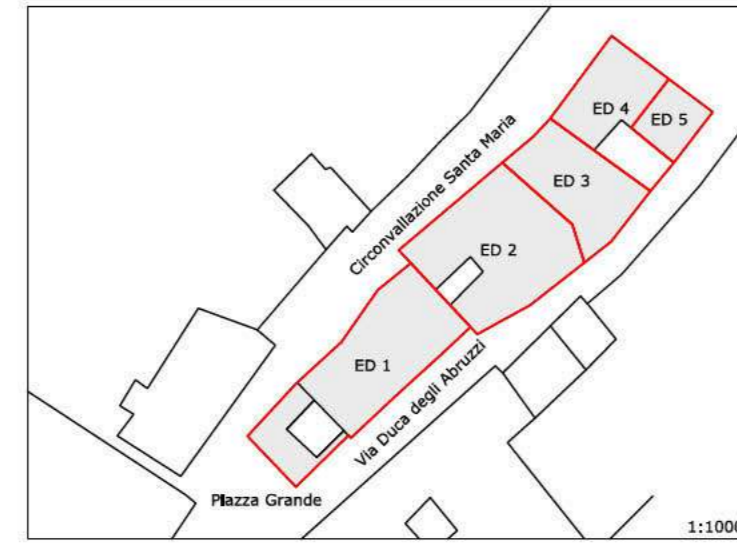 ED 4
ED 5
Circonvallazione Santa Maria
ED 3
ED 2
ED 1
Via Duca degli Abruzzi
Piazza Grande
1:1000